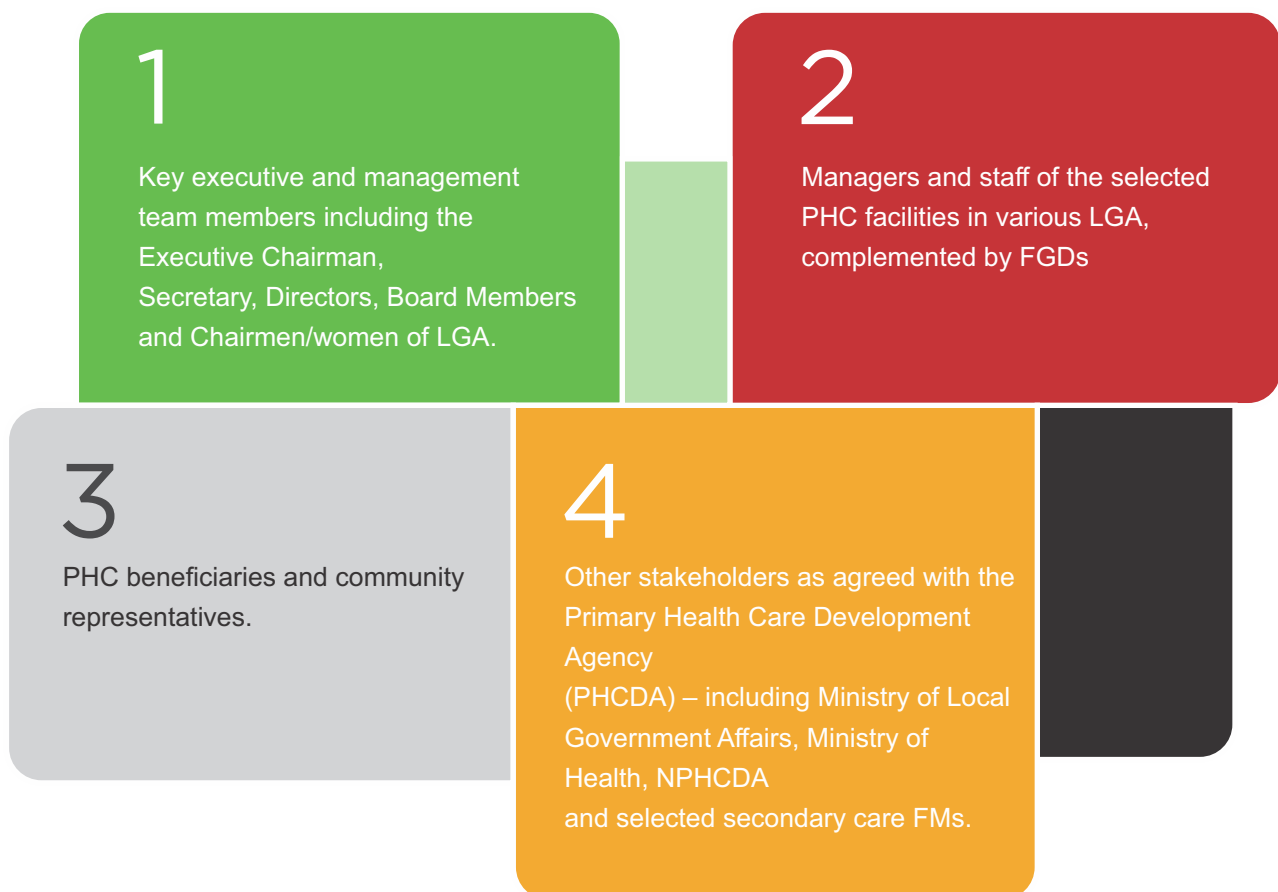 1
Key executive and management
team members including the
Executive Chairman,
Secretary, Directors, Board Members
and Chairmen/women of LGA.
2
Managers and staff of the selected
PHC facilities in various LGA,
complemented by FGDs
3
PHC beneficiaries and community
representatives.
4
Other stakeholders as agreed with the
Primary Health Care Development
Agency
(PHCDA) – including Ministry of Local
Government Affairs, Ministry of
Health, NPHCDA
and selected secondary care FMs.